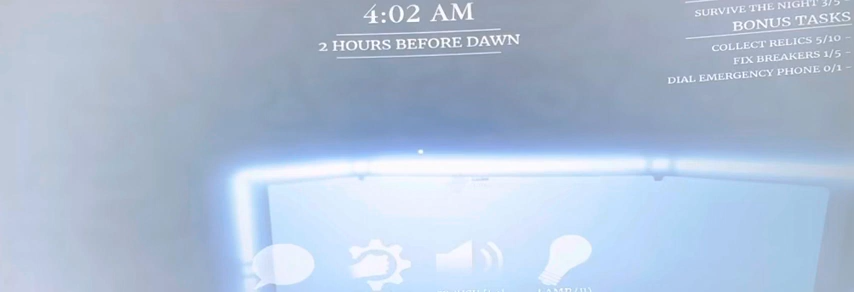 4:02 AM
2 HOURS BEFORE DAWN
SURVIVE THE NIGHT 3/5 -
BONUS TASKS
COLLECT RELICS 5/10 -
FIX BREAKERS 1/5 -
DIAL EMERGENCY PHONE 0/1 -